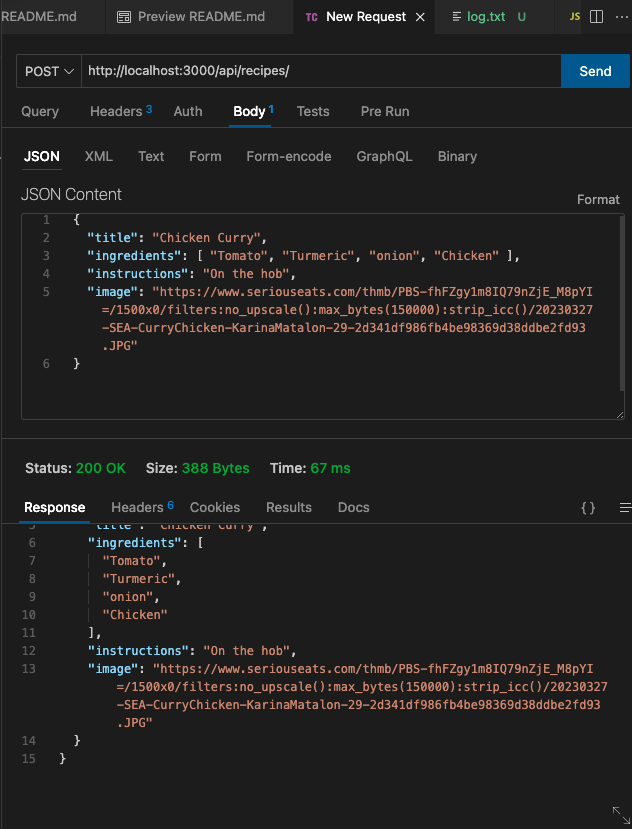 README.md Preview README.md TC New Request log.txt U JS
POST http://localhost:3000/api/recipes/ Send
Query Headers 3 Auth Body 1 Tests Pre Run
JSON XML Text Form Form-encode GraphQL Binary
JSON Content Format
1 {
2 "title": "Chicken Curry",
3 "ingredients": [ "Tomato", "Turmeric", "onion", "Chicken" ],
4 "instructions": "On the hob",
5 "image": "https://www.seriouseats.com/thmb/PBS-fhFZgy1m8IQ79nZjE_M8pYI
=/1500x0/filters:no_upscale():max_bytes(150000):strip_icc()/20230327
-SEA-CurryChicken-KarinaMatalon-29-2d341df986fb4be98369d38ddbe2fd93
.JPG"
6 }
Status: 200 OK Size: 388 Bytes Time: 67 ms
Response Headers 6 Cookies Results Docs { }
5 "title": "Chicken Curry",
6 "ingredients": [
7 "Tomato",
8 "Turmeric",
9 "onion",
10 "Chicken"
11 ],
12 "instructions": "On the hob",
13 "image": "https://www.seriouseats.com/thmb/PBS-fhFZgy1m8IQ79nZjE_M8pYI
=/1500x0/filters:no_upscale():max_bytes(150000):strip_icc()/20230327
-SEA-CurryChicken-KarinaMatalon-29-2d341df986fb4be98369d38ddbe2fd93
.JPG"
14 }
15 }